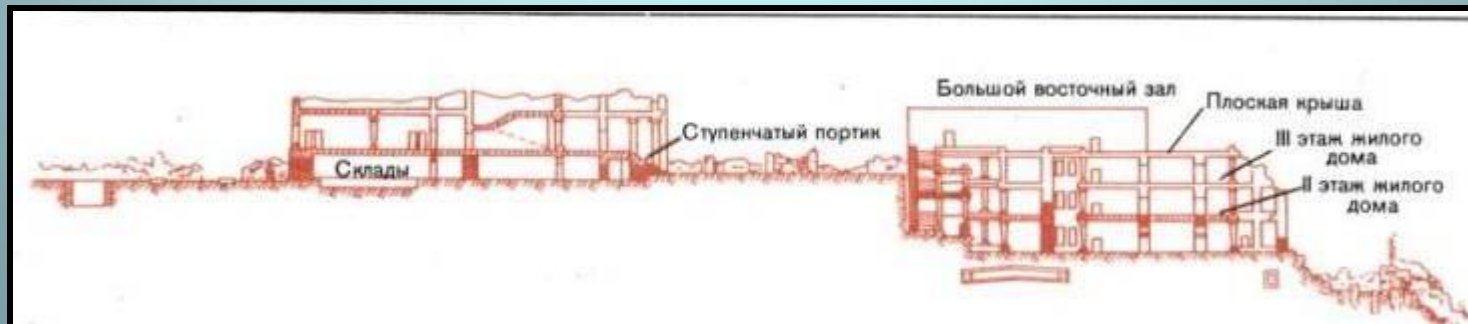 Большой восточный зал
Плоская крыша
Ступенчатый портик
III этаж жилого
дома
Склады
II этаж жилого
дома